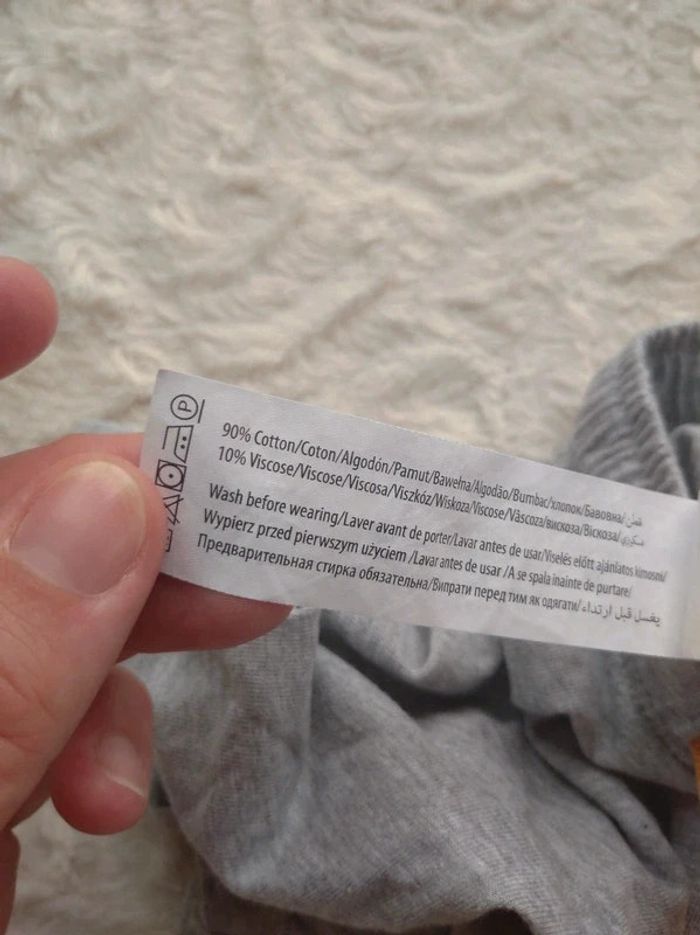 90% Cotton/Coton/Algodón/Pamut/Bawełna/Algodão/Bumbac/хлопок/Бавовна/قطن
10% Viscose/Viscose/Viscosa/Viszkóz/Wiskoza/Viscose/Vâscoza/вискоза/Віскоза/فسكوزي
Wash before wearing/Laver avant de porter/Lavar antes de usar/Viselés előtt ajánlatos kimosni/
Wypierz przed pierwszym użyciem /Lavar antes de usar /A se spala inainte de purtare/
Предварительная стирка обязательна/Випрати перед тим як одягати/يغسل قبل ارتداء
P